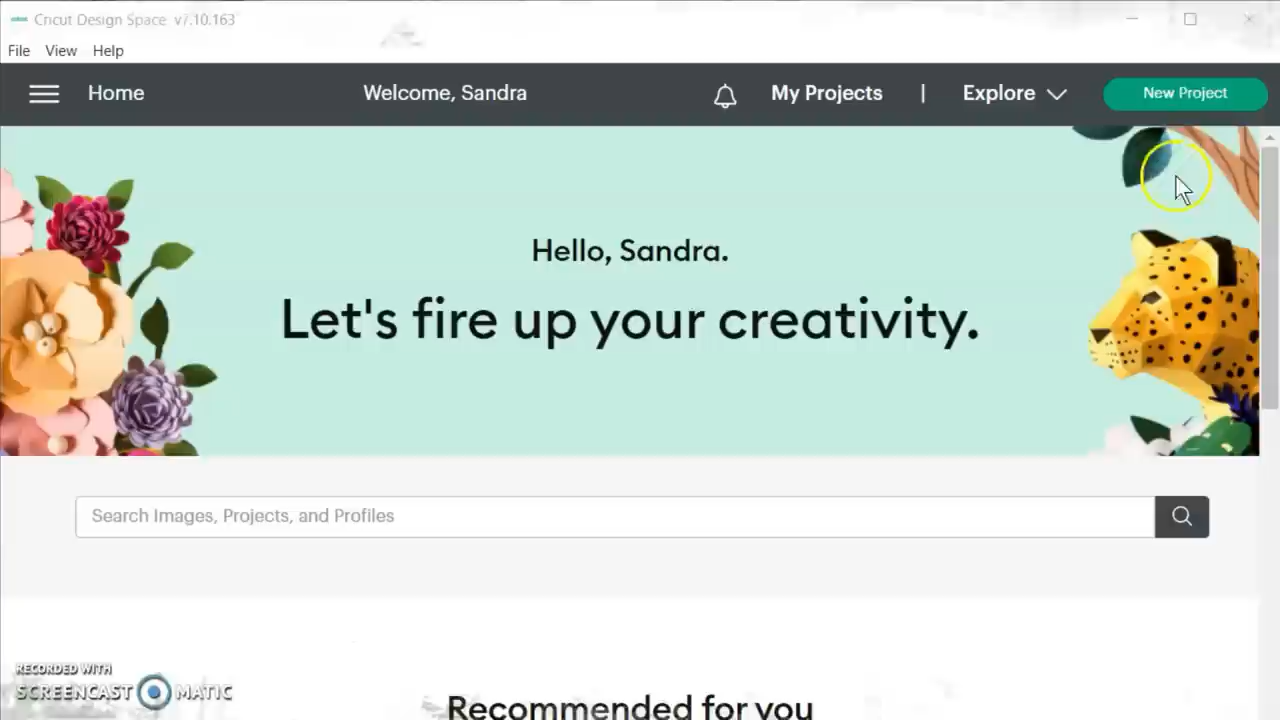 Cricut Design Space v7.10.163
File View Help
Home Welcome, Sandra My Projects | Explore New Project
Hello, Sandra.
Let's fire up your creativity.
Search Images, Projects, and Profiles
RECORDED WITH
SCREENCAST MATIC
Recommended for you